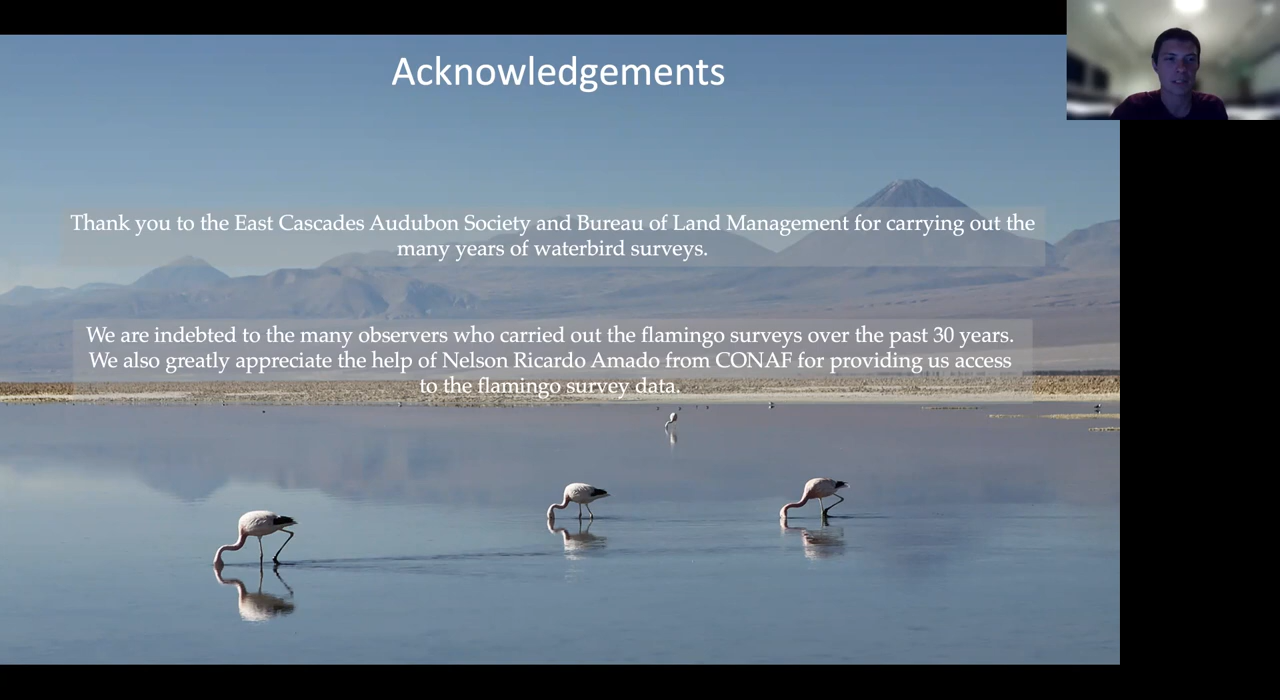 Acknowledgements
Thank you to the East Cascades Audubon Society and Bureau of Land Management for carrying out the
many years of waterbird surveys.
We are indebted to the many observers who carried out the flamingo surveys over the past 30 years.
We also greatly appreciate the help of Nelson Ricardo Amado from CONAF for providing us access
to the flamingo survey data.